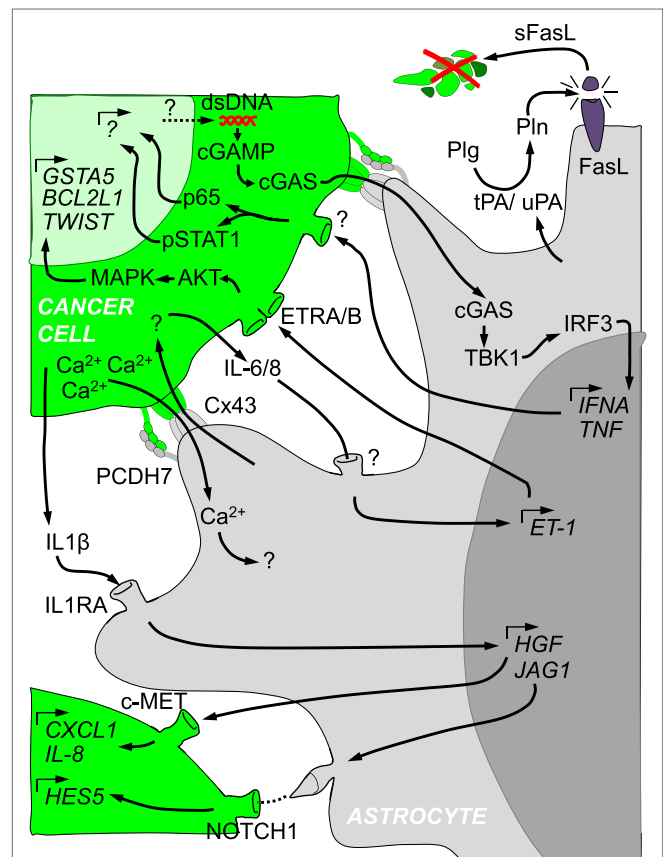 sFasL
?
dsDNA
?
cGAMP
Pln
Plg
FasL
GSTA5
BCL2L1
TWIST
cGAS
p65
tPA/ uPA
?
pSTAT1
MAPK
AKT
CANCER
CELL
ETRA/B
cGAS
?
IRF3
TBK1
Ca²⁺ Ca²⁺
Ca²⁺
IL-6/8
IFNA
TNF
Cx43
?
PCDH7
Ca²⁺
ET-1
IL1β
?
IL1RA
HGF
JAG1
c-MET
CXCL1
IL-8
HES5
NOTCH1
ASTROCYTE